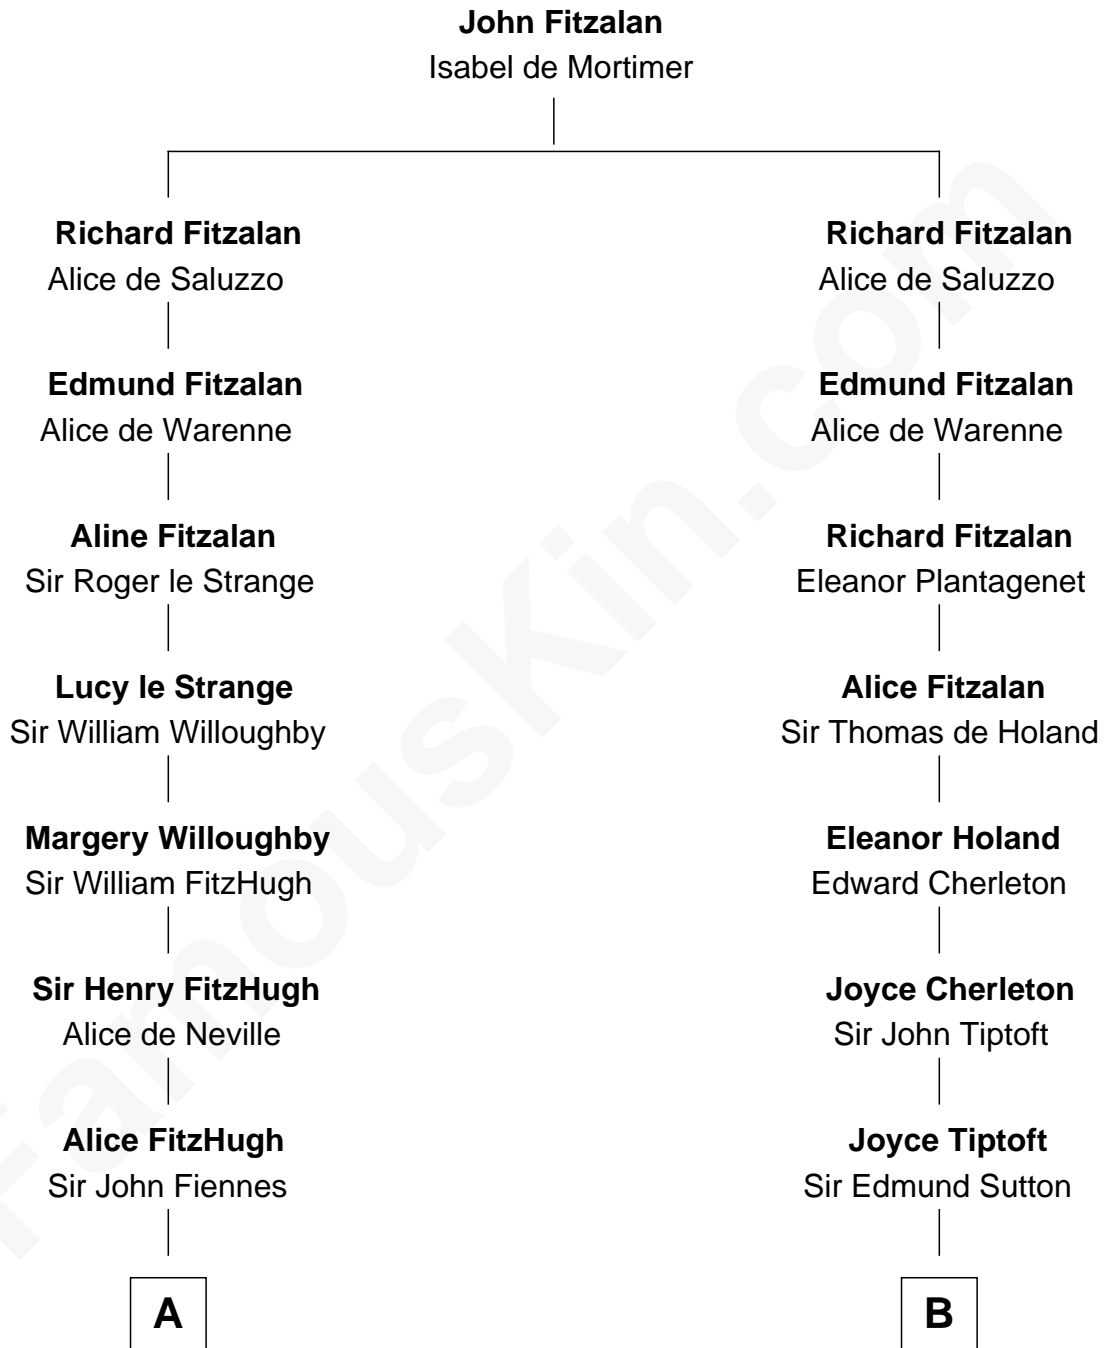 John Fitzalan
Isabel de Mortimer
Richard Fitzalan
Alice de Saluzzo
Edmund Fitzalan
Alice de Warenne
Aline Fitzalan
Sir Roger le Strange
Lucy le Strange
Sir William Willoughby
Margery Willoughby
Sir William FitzHugh
Sir Henry FitzHugh
Alice de Neville
Alice FitzHugh
Sir John Fiennes
A
Richard Fitzalan
Alice de Saluzzo
Edmund Fitzalan
Alice de Warenne
Richard Fitzalan
Eleanor Plantagenet
Alice Fitzalan
Sir Thomas de Holand
Eleanor Holand
Edward Cherleton
Joyce Cherleton
Sir John Tiptoft
Joyce Tiptoft
Sir Edmund Sutton
B
FamousKin.com